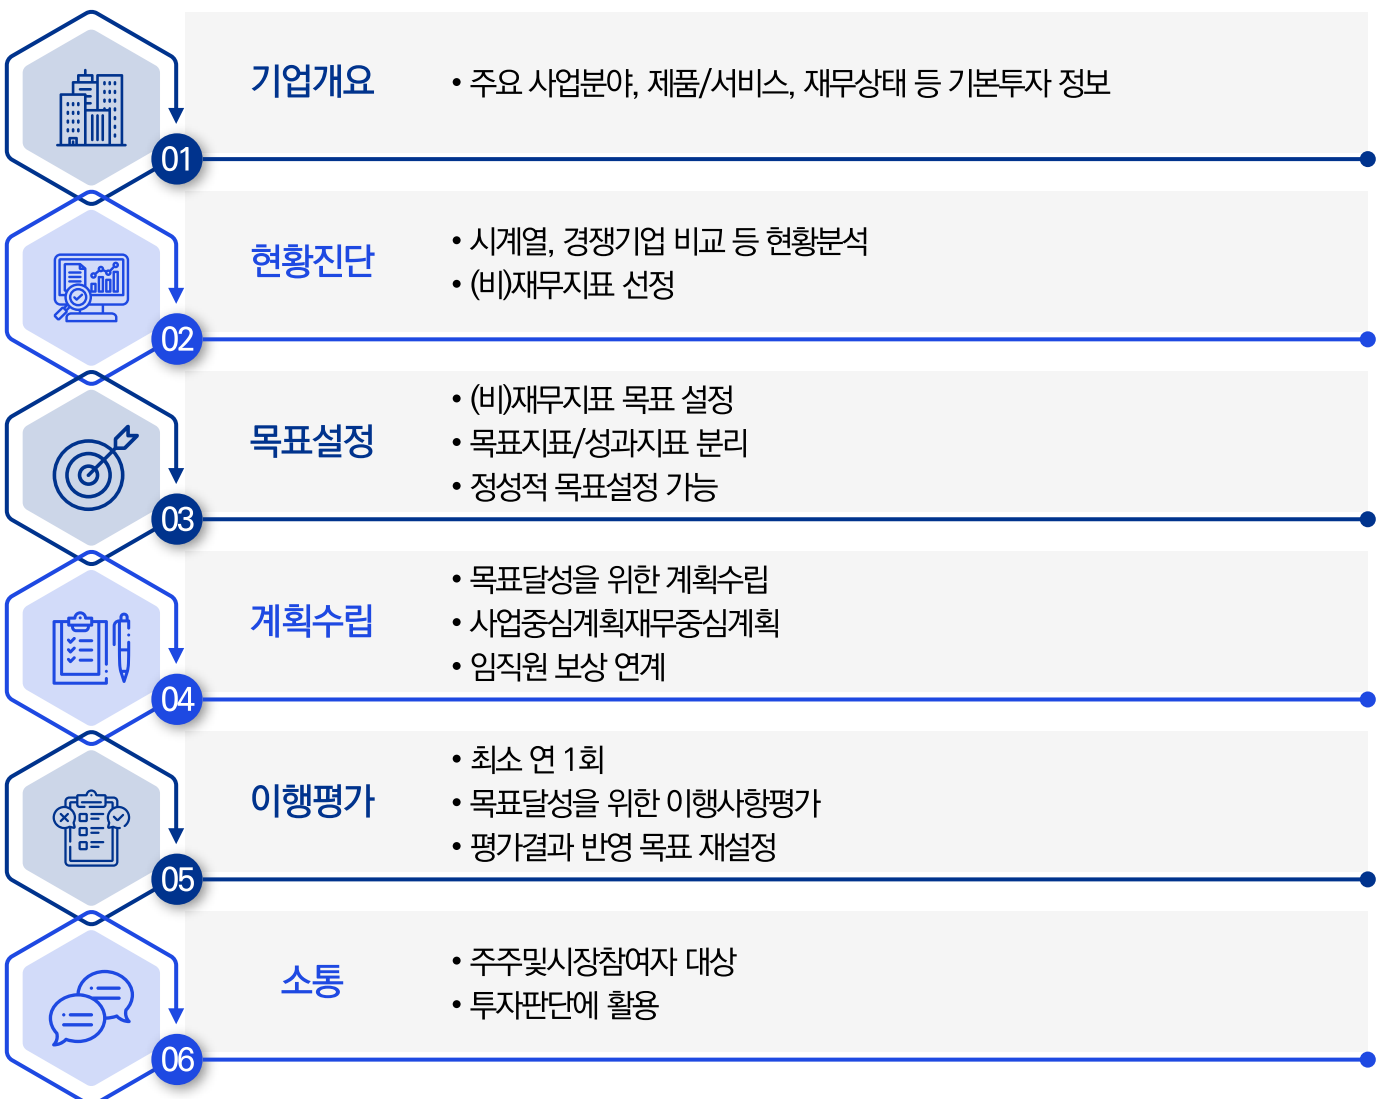 기업개요
• 주요 사업분야, 제품/서비스, 재무상태 등 기본투자 정보
01
현황진단
• 시계열, 경쟁기업 비교 등 현황분석
• (비)재무지표 선정
02
목표설정
• (비)재무지표 목표 설정
• 목표지표/성과지표 분리
• 정성적 목표설정 가능
03
계획수립
• 목표달성을 위한 계획수립
• 사업중심계획재무중심계획
• 임직원 보상 연계
04
이행평가
• 최소 연 1회
• 목표달성을 위한 이행사항평가
• 평가결과 반영 목표 재설정
05
소통
• 주주및시장참여자 대상
• 투자판단에 활용
06